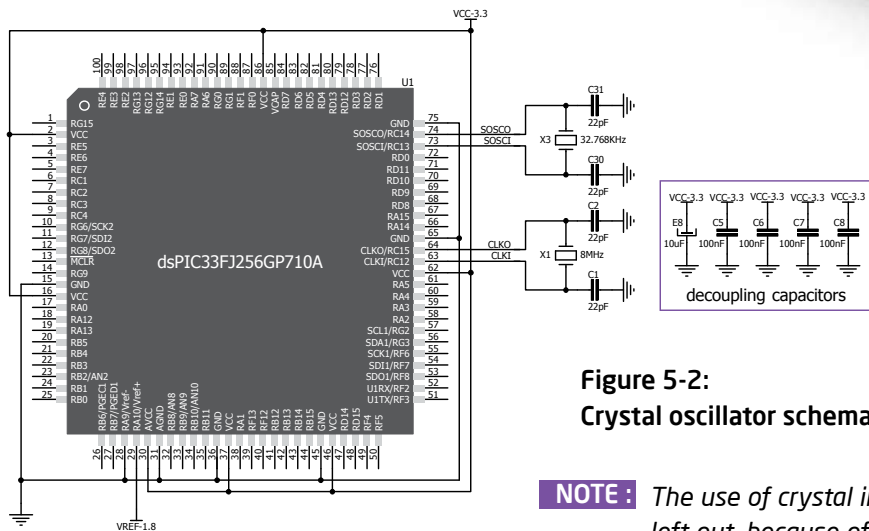 VCC-3.3
100 99 98 97 96 95 94 93 92 91 90 89 88 87 86 85 84 83 82 81 80 79 78 77 76
RE4 RE3 RE2 RG13 RG12 RG14 RE1 RE0 RA7 RA6 RG0 RG1 RF1 RF0 VCC VCAP RD7 RD6 RD5 RD4 RD13 RD12 RD3 RD2 RD1
U1
1 RG15
2 VCC
3 RE5
4 RE6
5 RE7
6 RC1
7 RC2
8 RC3
9 RC4
10 RG6/SCK2
11 RG7/SDI2
12 RG8/SDO2
13 MCLR
14 RG9
15 GND
16 VCC
17 RA0
18 RA12
19 RA13
20 RB5
21 RB4
22 RB3
23 RB2/AN2
24 RB1
25 RB0
dsPIC33FJ256GP710A
GND 75
SOSCO/RC14 74 SOSCO
SOSCI/RC13 73 SOSCI
RD0 72
RD11 71
RD10 70
RD9 69
RD8 68
RA15 67
RA14 66
GND 65
CLKO/RC15 64 CLKO
CLKI/RC12 63 CLKI
VCC 62
RA5 61
RA4 60
RA3 59
RA2 58
SCL1/RG2 57
SDA1/RG3 56
SCK1/RF6 55
SDI1/RF7 54
SDO1/RF8 53
U1RX/RF2 52
U1TX/RF3 51
RB6/PGEC1 RB7/PGED1 RA9/Vref- RA10/Vref+ AVCC AGND RB8/AN8 RB9/AN9 RB10/AN10 RB11 GND VCC RA1 RF13 RF12 RB12 RB13 RB14 RB15 GND VCC RD14 RD15 RF4 RF5
26 27 28 29 30 31 32 33 34 35 36 37 38 39 40 41 42 43 44 45 46 47 48 49 50
VREF-1.8
C31
22pF
X3 32.768KHz
C30
22pF
C2
22pF
X1 8MHz
C1
22pF
VCC-3.3 VCC-3.3 VCC-3.3 VCC-3.3 VCC-3.3
E8 C5 C6 C7 C8
10uF 100nF 100nF 100nF 100nF
decoupling capacitors
Figure 5-2:
Crystal oscillator schema
NOTE : The use of crystal i
left out, because of